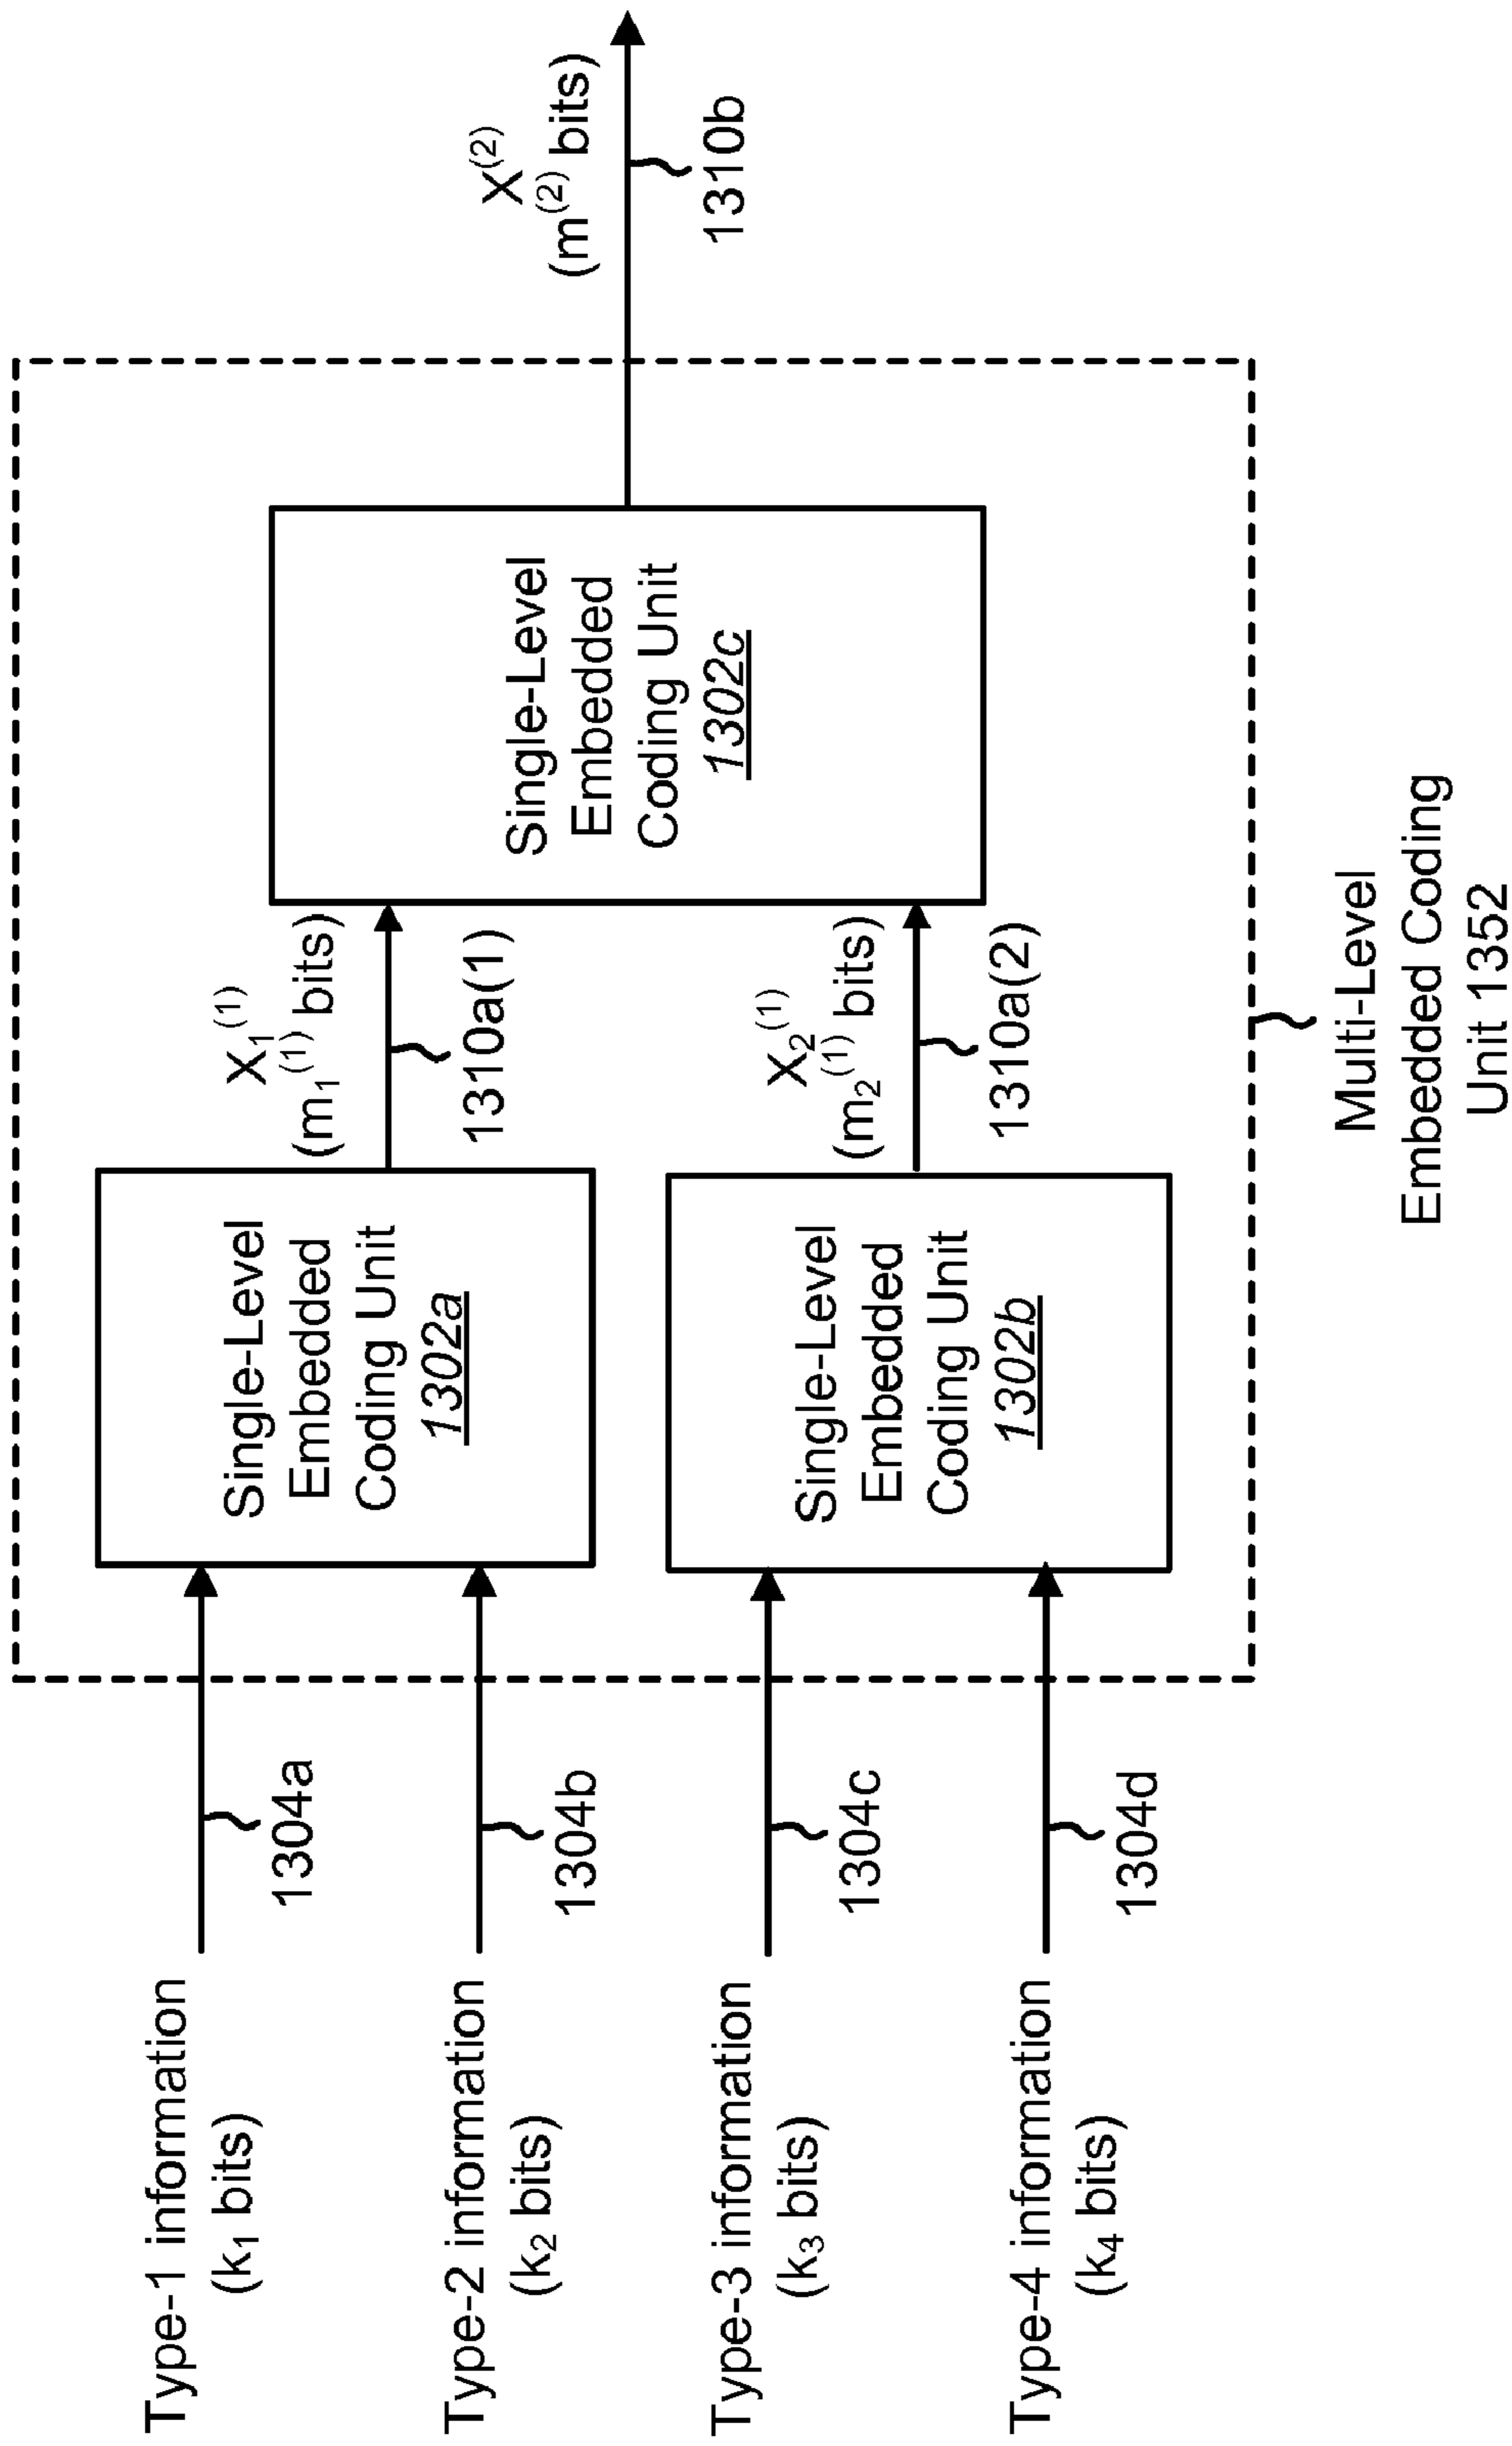 Type-1 information
(k₁ bits)
1304a
Type-2 information
(k₂ bits)
1304b
Type-3 information
(k₃ bits)
1304c
Type-4 information
(k₄ bits)
1304d
Single-Level
Embedded
Coding Unit
1302a
Single-Level
Embedded
Coding Unit
1302b
X₁⁽¹⁾
(m₁⁽¹⁾ bits)
1310a(1)
X₂⁽¹⁾
(m₂⁽¹⁾ bits)
1310a(2)
Single-Level
Embedded
Coding Unit
1302c
X⁽²⁾
(m⁽²⁾ bits)
1310b
Multi-Level
Embedded Coding
Unit 1352